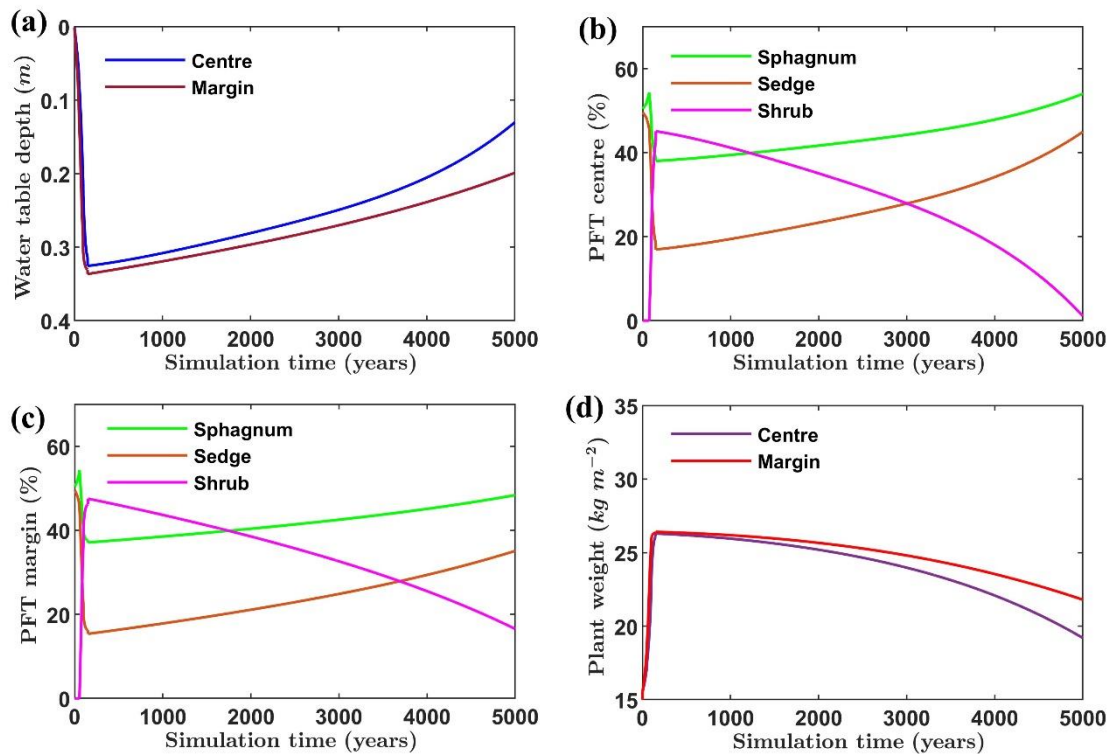 (a)
Water table depth (m)
0
0.1
0.2
0.3
0.4
Centre
Margin
0 1000 2000 3000 4000 5000
Simulation time (years)
(b)
PFT centre (%)
60
40
20
0
Sphagnum
Sedge
Shrub
0 1000 2000 3000 4000 5000
Simulation time (years)
(c)
PFT margin (%)
60
40
20
0
Sphagnum
Sedge
Shrub
0 1000 2000 3000 4000 5000
Simulation time (years)
(d)
Plant weight (kg m⁻²)
35
30
25
20
15
Centre
Margin
0 1000 2000 3000 4000 5000
Simulation time (years)